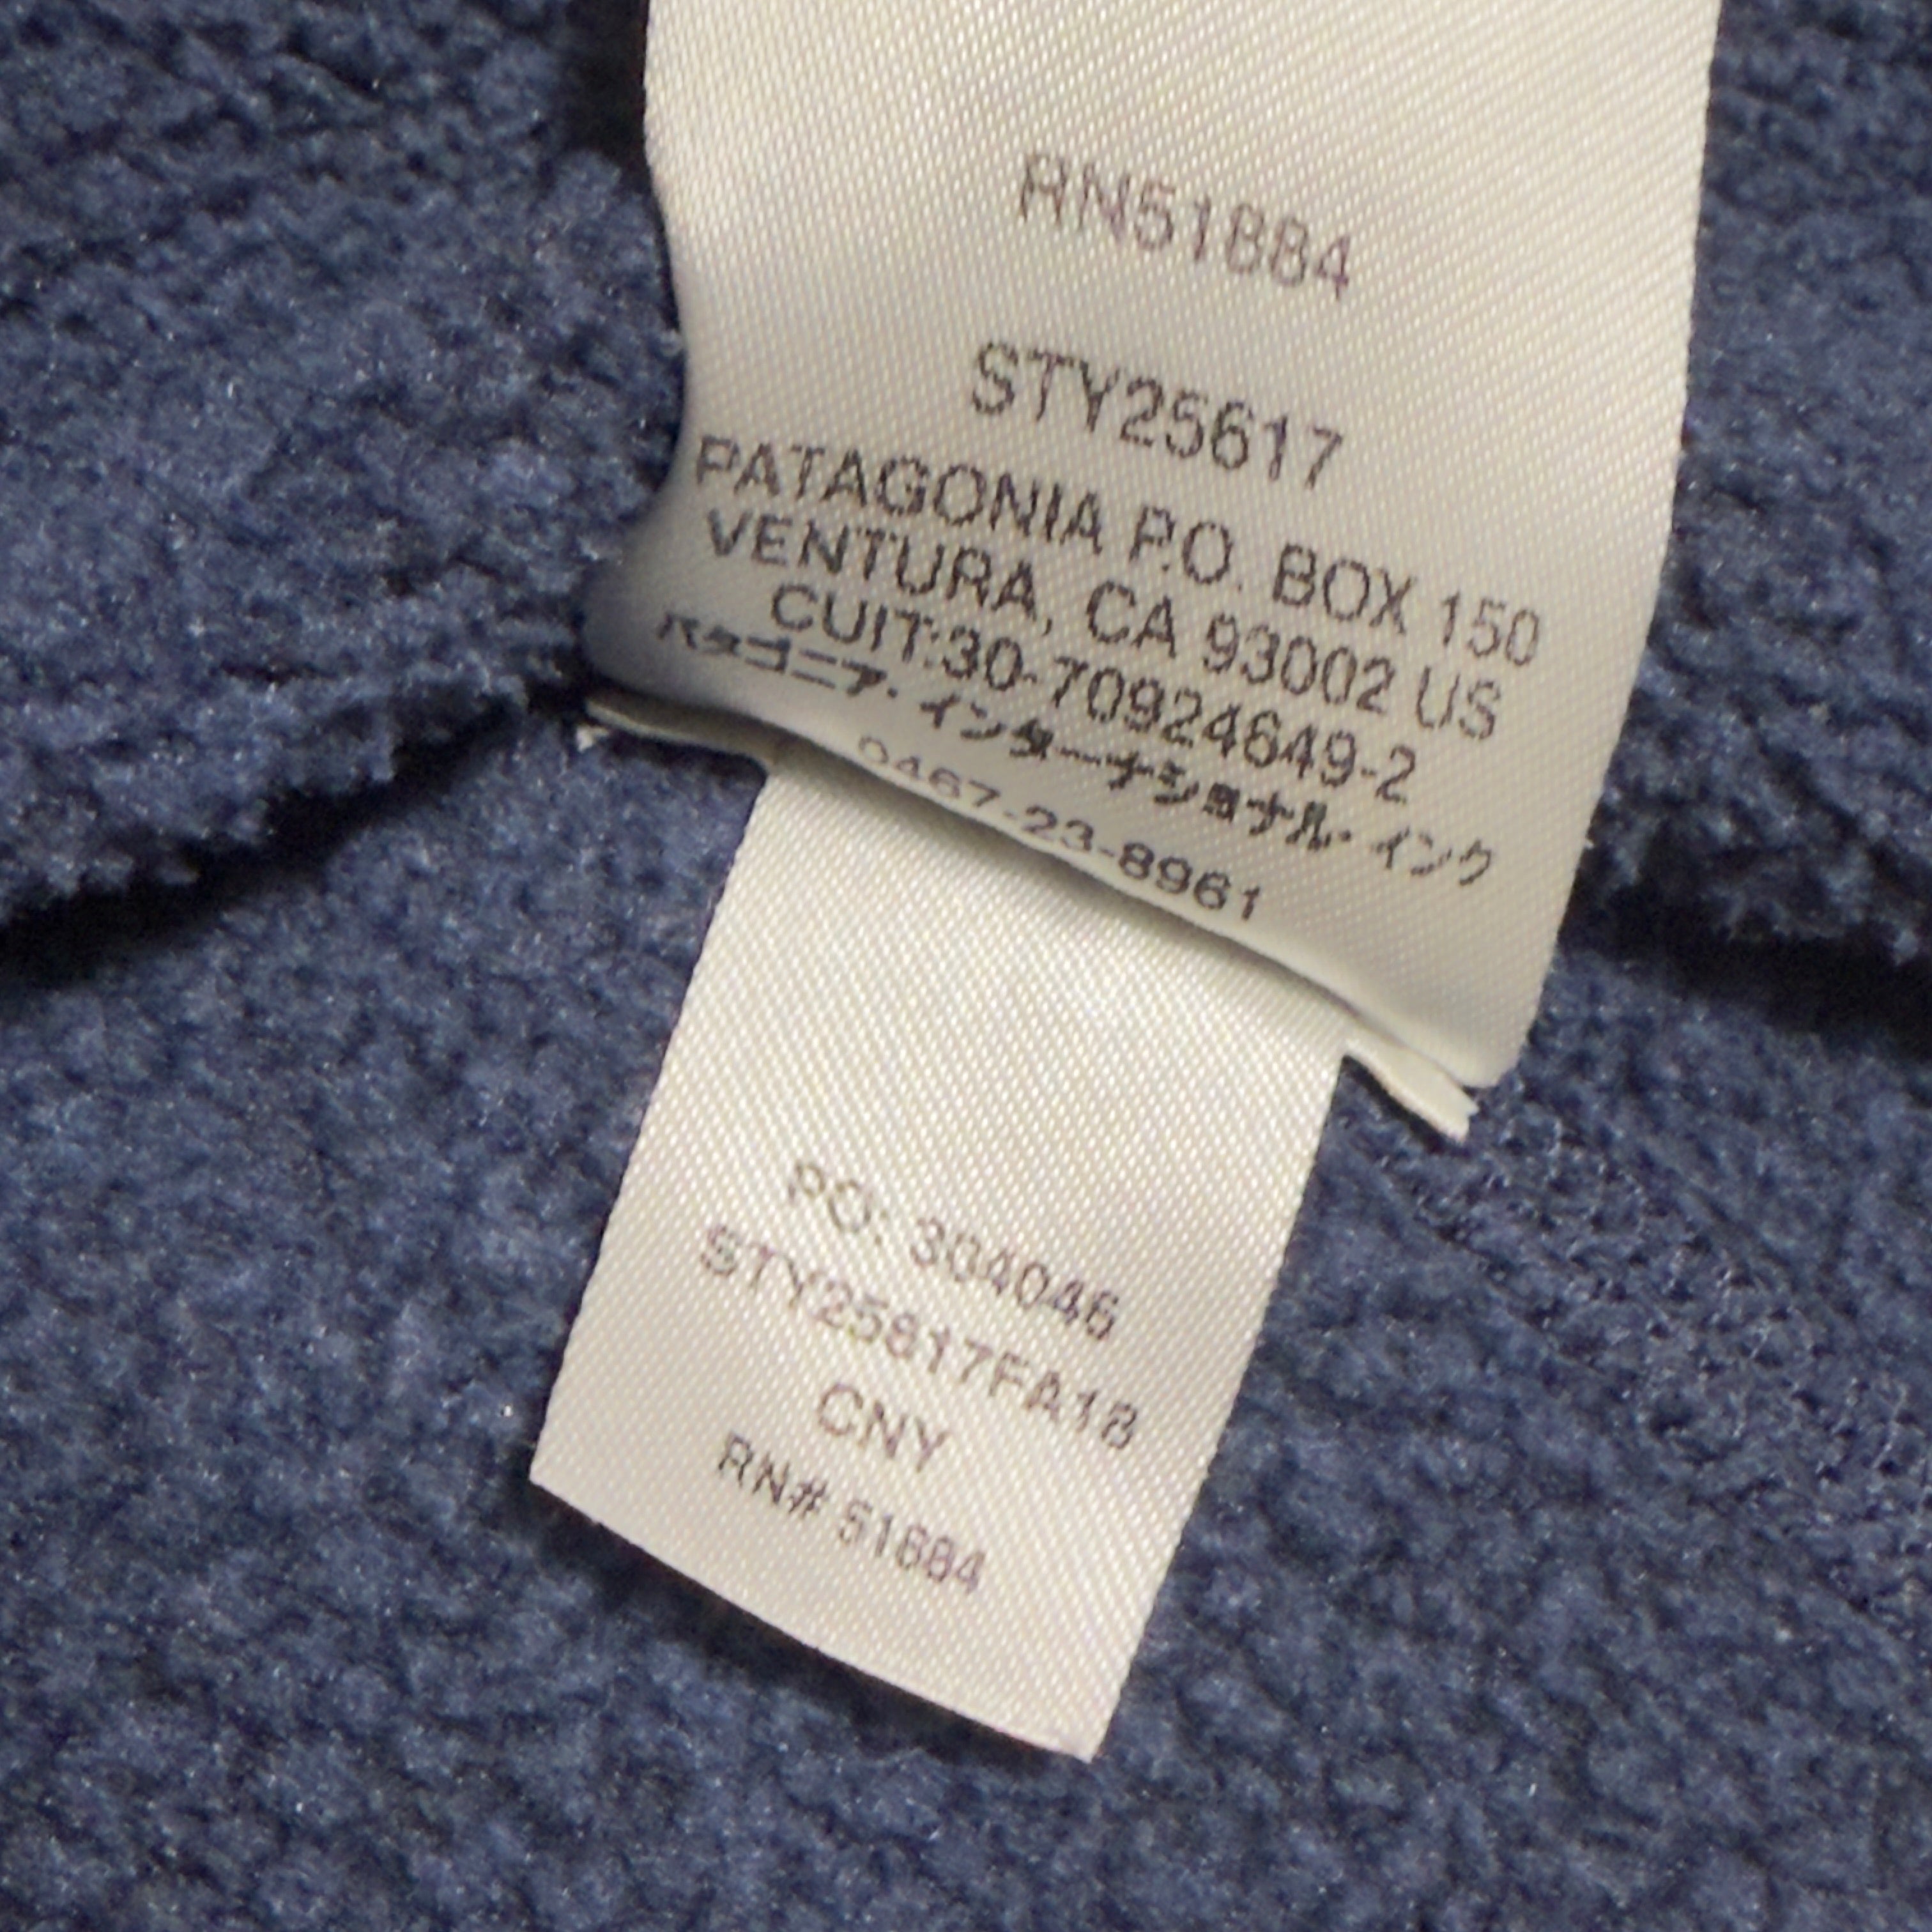 RN51884
STY25617
PATAGONIA P.O. BOX 150
VENTURA, CA 93002 US
CUIT:30-70924649-2
パタゴニア・インターナショナル・インク
0467-23-8961
PO: 304046
STY25617FA18
CNY
RN# 51884